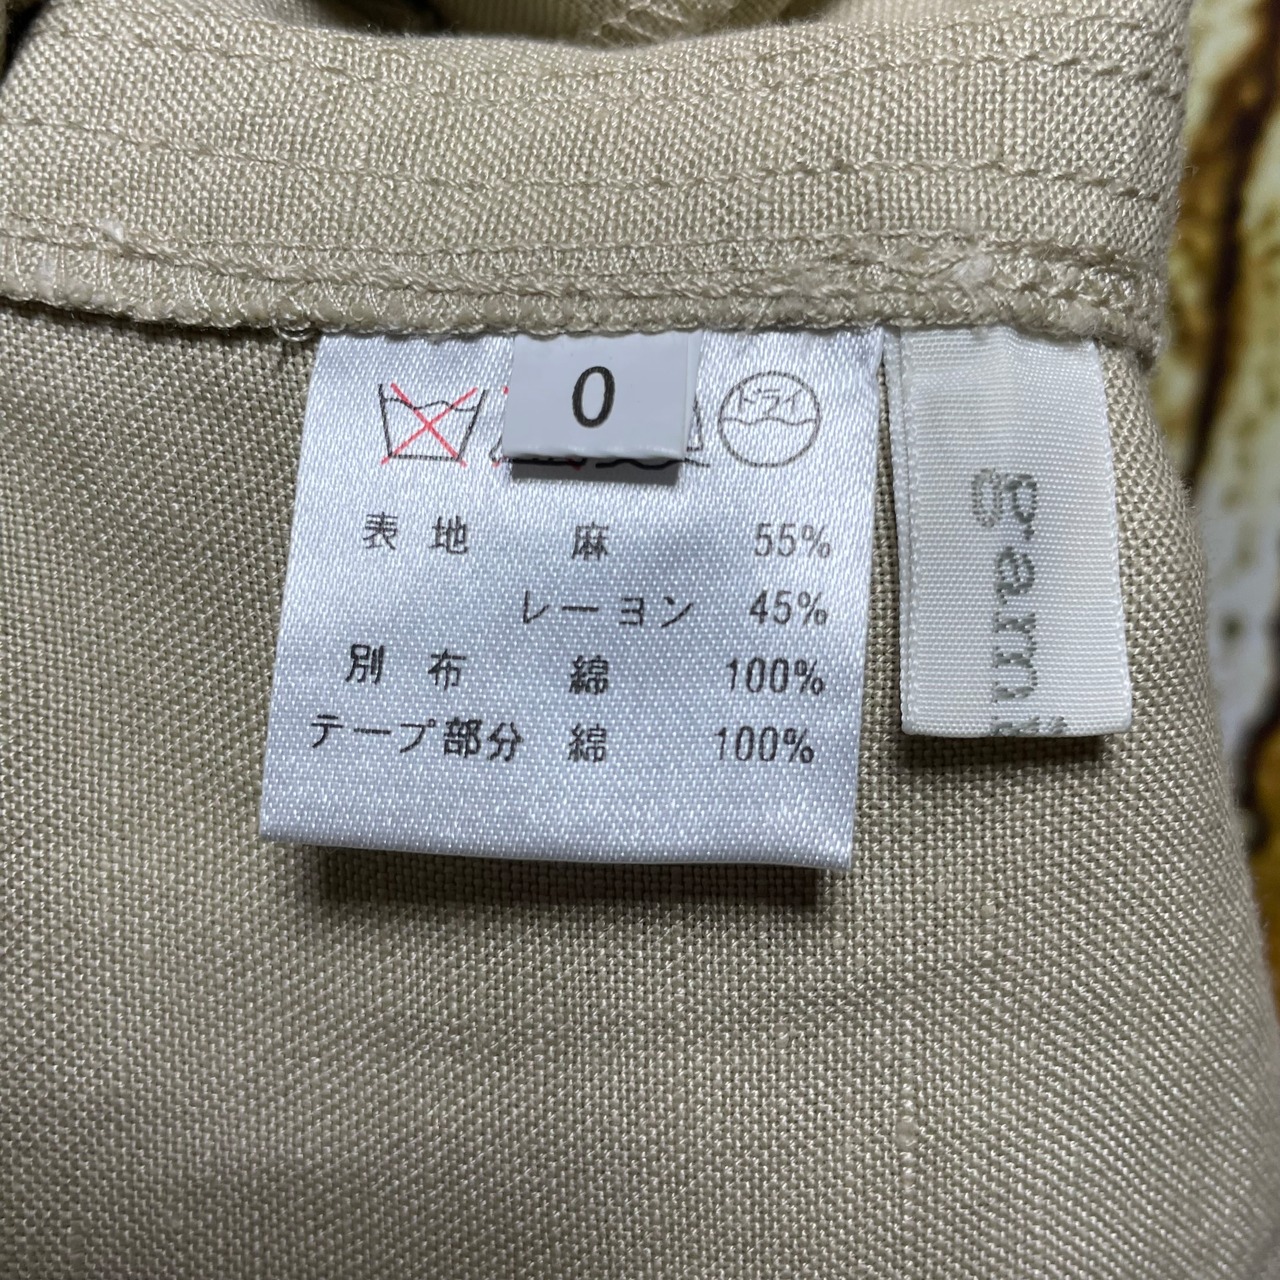 0
ドライ
表地 麻 55%
レーヨン 45%
別布 綿 100%
テープ部分 綿 100%